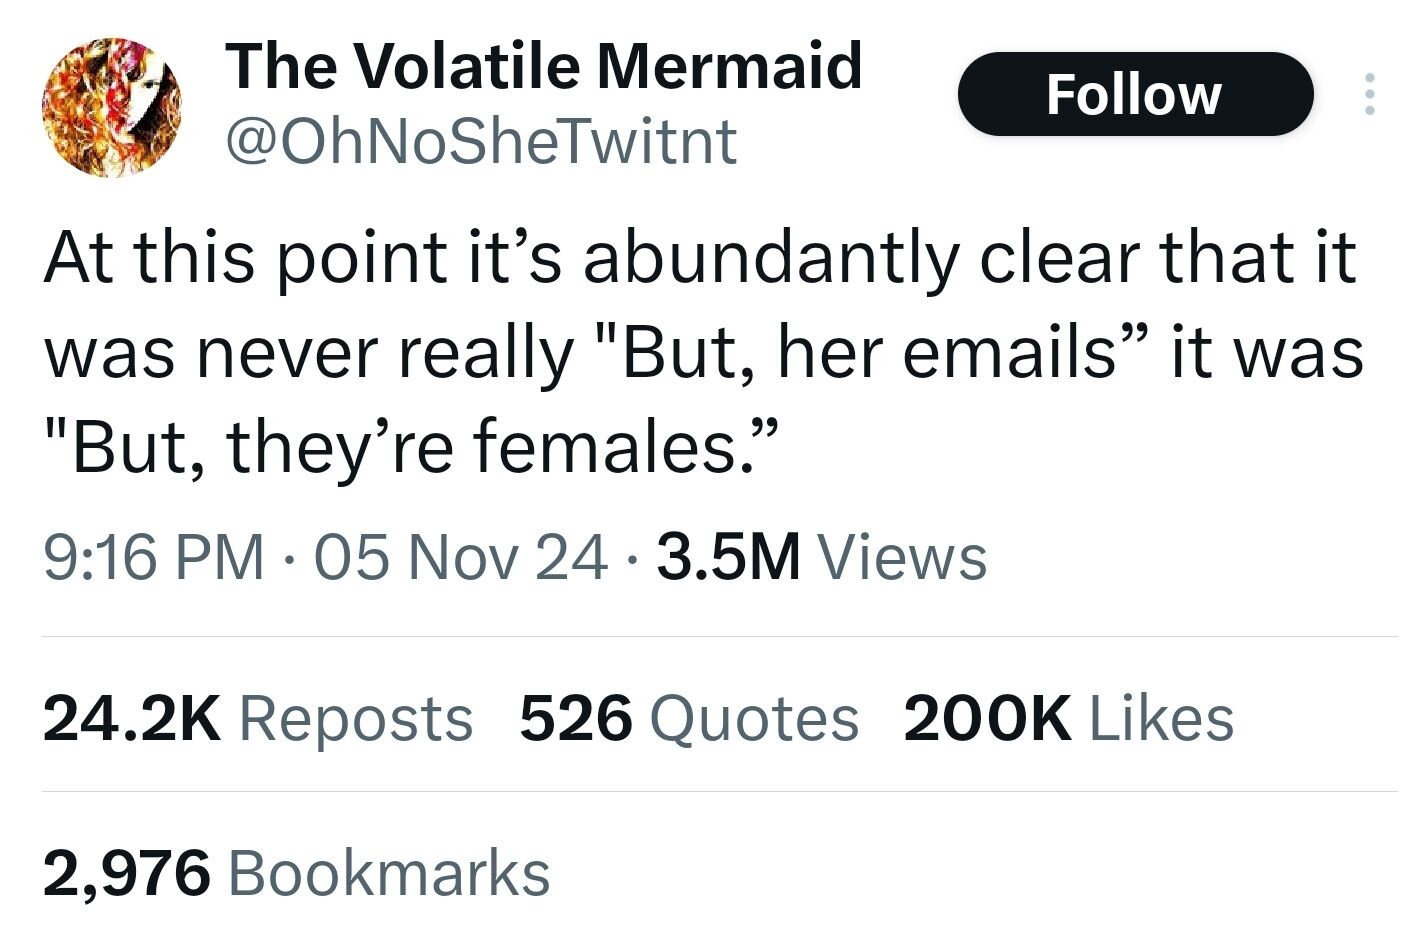 The Volatile Mermaid
@OhNoSheTwitnt
Follow
At this point it’s abundantly clear that it
was never really "But, her emails” it was
"But, they’re females.”
9:16 PM · 05 Nov 24 · 3.5M Views
24.2K Reposts 526 Quotes 200K Likes
2,976 Bookmarks